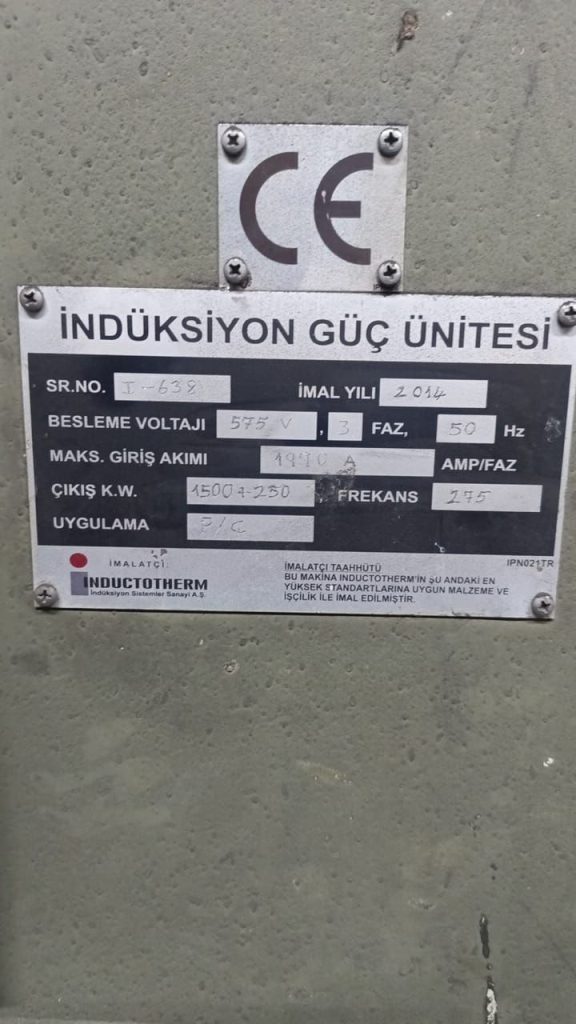 CE
İNDÜKSİYON GÜÇ ÜNİTESİ
SR.NO. I-638 İMAL YILI 2014
BESLEME VOLTAJI 575 V , 3 FAZ, 50 Hz
MAKS. GİRİŞ AKIMI A AMP/FAZ
ÇIKIŞ K.W. 1500+250 FREKANS 275
UYGULAMA
IPN021TR
İMALATÇI:
INDUCTOTHERM
İndüksiyon Sistemler Sanayi A.Ş.
İMALATÇI TAAHHÜTÜ
BU MAKİNA INDUCTOTHERM'İN ŞU ANDAKİ EN
YÜKSEK STANDARTLARINA UYGUN MALZEME VE
İŞÇİLİK İLE İMAL EDİLMİŞTİR.